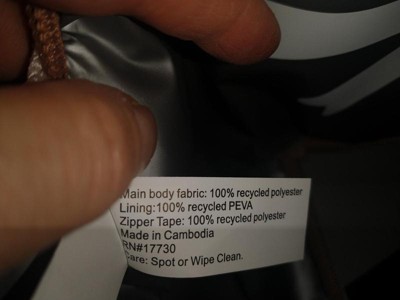 Main body fabric: 100% recycled polyester
Lining:100% recycled PEVA
Zipper Tape: 100% recycled polyester
Made in Cambodia
RN#17730
Care: Spot or Wipe Clean.